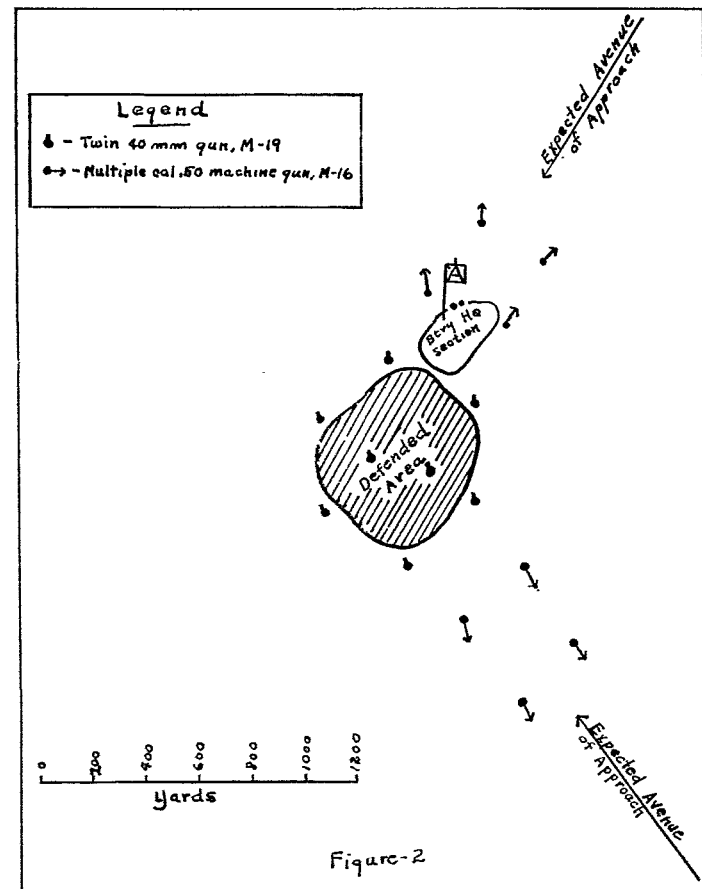 Legend
- Twin 40 mm gun, M-19
- Multiple cal .50 machine gun, M-16
Expected Avenue
of Approach
A
Btry HQ
section
Defended
Area
Expected Avenue
of Approach
0 200 400 600 800 1000 1200
Yards
Figure-2